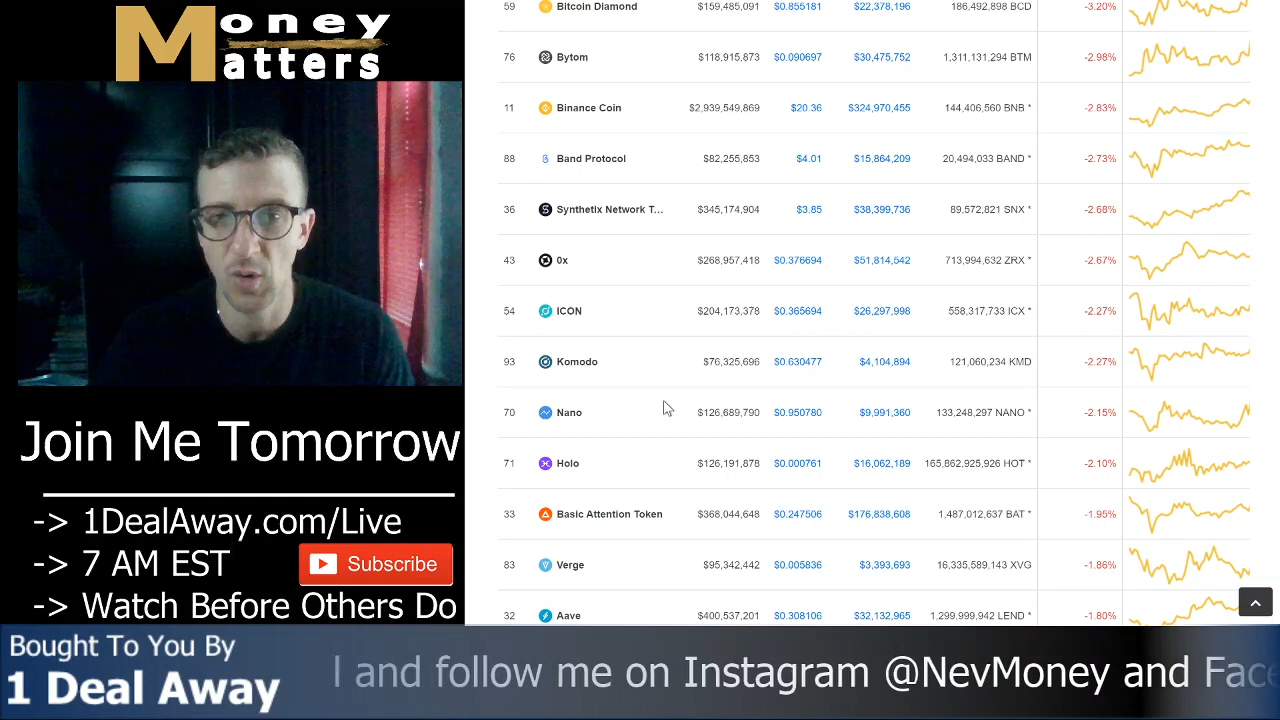 Money
Matters
Join Me Tomorrow
-> 1DealAway.com/Live
-> 7 AM EST
Subscribe
-> Watch Before Others Do
59 Bitcoin Diamond $159,485,091 $0.855181 $22,378,196 186,492,898 BCD -3.20%
76 Bytom $118,915,873 $0.090697 $30,475,752 1,311,131,294 BTM -2.98%
11 Binance Coin $2,939,549,869 $20.36 $324,970,455 144,406,560 BNB * -2.83%
88 Band Protocol $82,255,853 $4.01 $15,864,209 20,494,033 BAND * -2.73%
36 Synthetix Network T... $345,174,904 $3.85 $38,399,736 89,572,821 SNX * -2.68%
43 0x $268,957,418 $0.376694 $51,814,542 713,994,632 ZRX * -2.67%
54 ICON $204,173,378 $0.365694 $26,297,998 558,317,733 ICX * -2.27%
93 Komodo $76,325,696 $0.630477 $4,104,894 121,060,234 KMD -2.27%
70 Nano $126,689,790 $0.950780 $9,991,360 133,248,297 NANO * -2.15%
71 Holo $126,191,878 $0.000761 $16,062,189 165,862,925,926 HOT * -2.10%
33 Basic Attention Token $368,044,648 $0.247506 $176,838,608 1,487,012,637 BAT * -1.95%
83 Verge $95,342,442 $0.005836 $3,393,693 16,335,589,143 XVG -1.86%
32 Aave $400,537,201 $0.308106 $32,132,965 1,299,999,942 LEND * -1.80%
Bought To You By
1 Deal Away
l and follow me on Instagram @NevMoney and Face